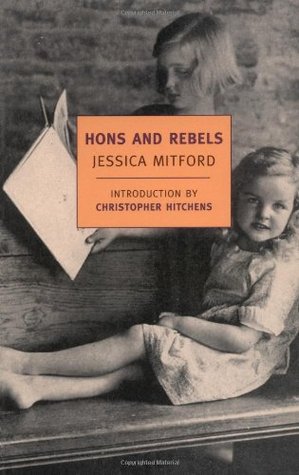 HONS AND REBELS
JESSICA MITFORD
INTRODUCTION BY
CHRISTOPHER HITCHENS